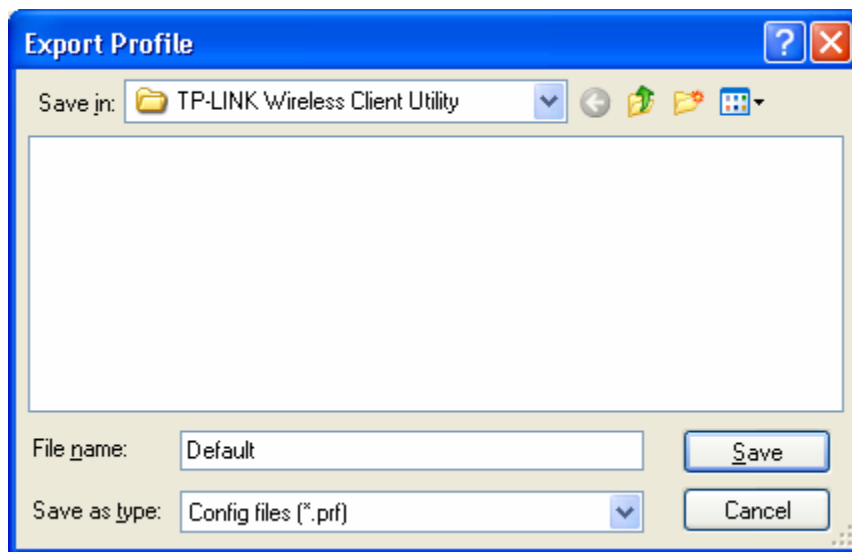 Export Profile
Save in: TP-LINK Wireless Client Utility
File name: Default
Save
Save as type: Config files (*.prf)
Cancel